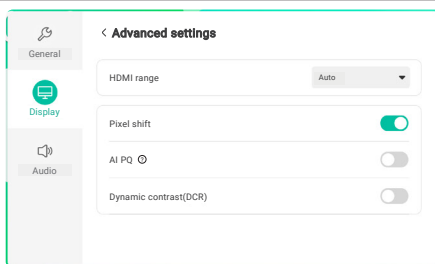 General
Display
Audio
Advanced settings
HDMI range
Auto
Pixel shift
AI PQ
Dynamic contrast(DCR)